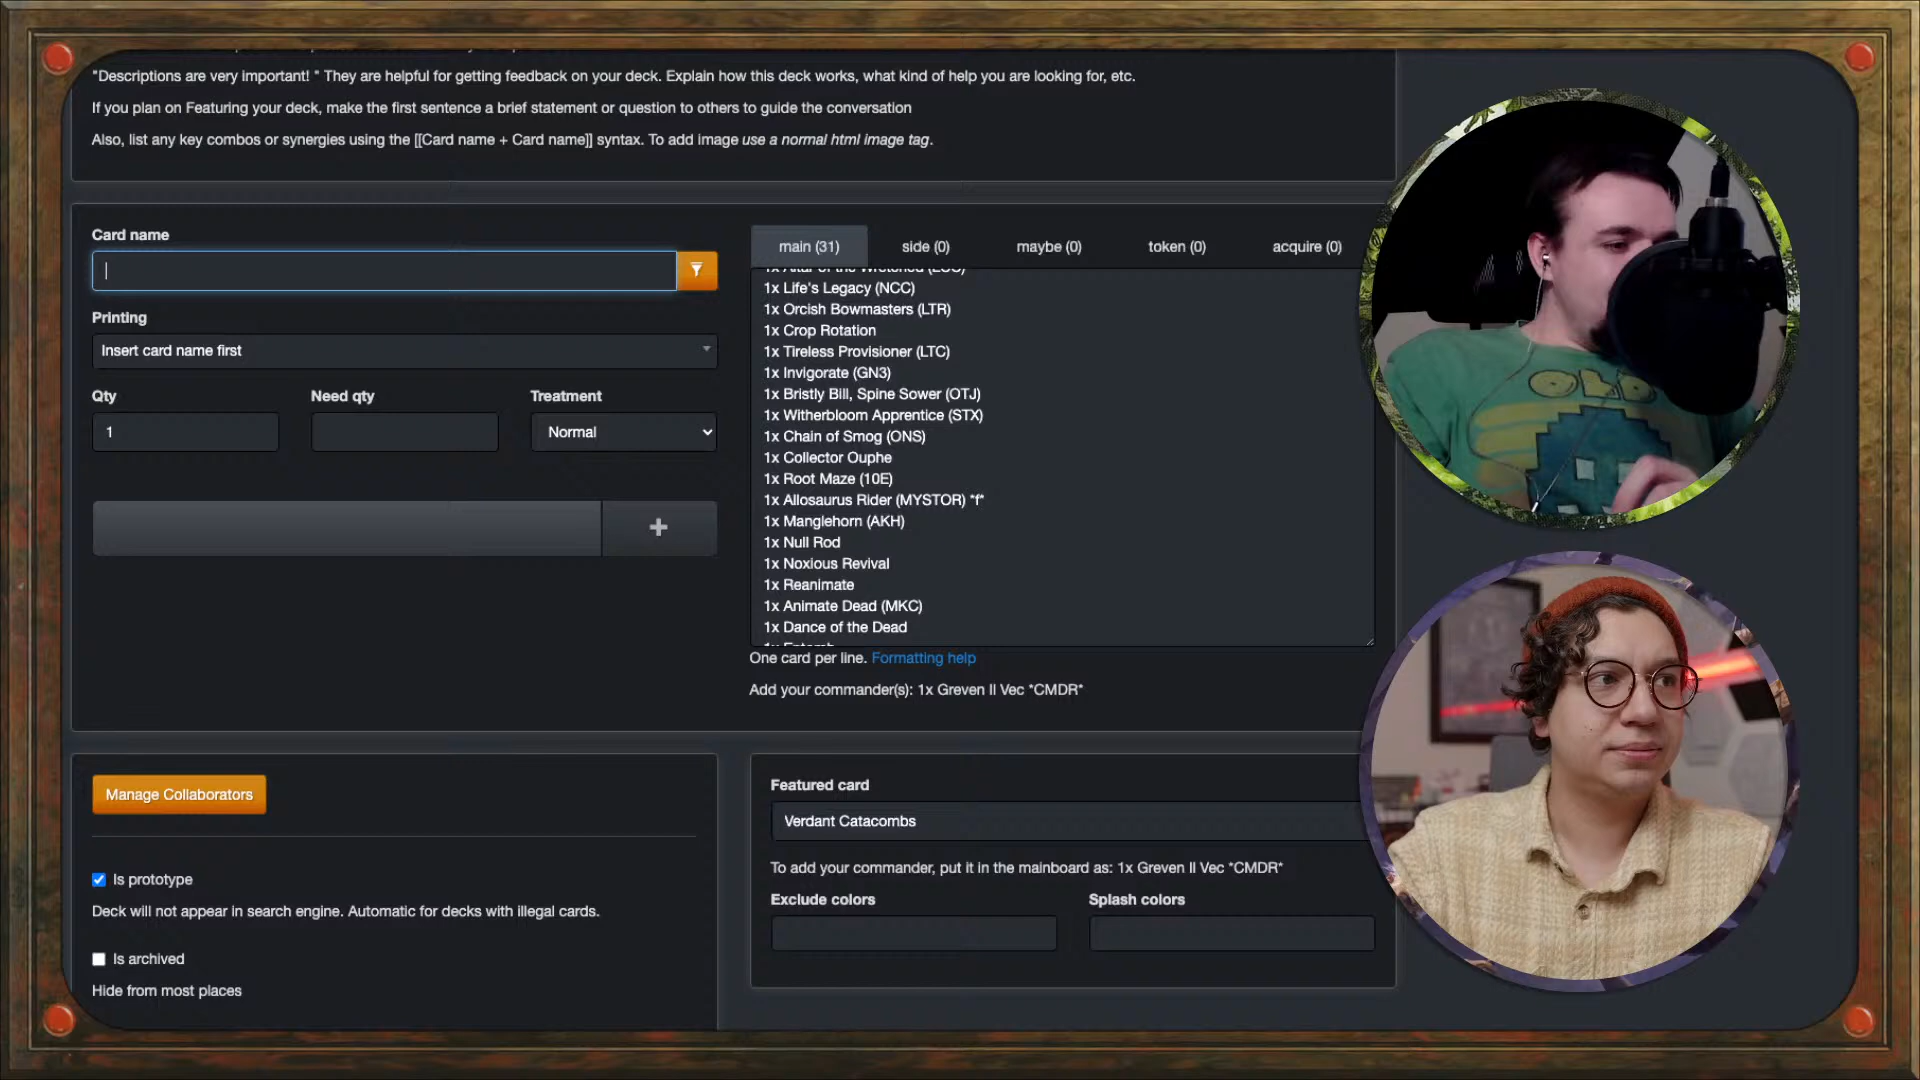 "Descriptions are very important! " They are helpful for getting feedback on your deck. Explain how this deck works, what kind of help you are looking for, etc.
If you plan on Featuring your deck, make the first sentence a brief statement or question to others to guide the conversation
Also, list any key combos or synergies using the [[Card name + Card name]] syntax. To add image use a normal html image tag.
Card name
Printing
Insert card name first
Qty
Need qty
Treatment
1
Normal
main (31)
side (0)
maybe (0)
token (0)
acquire (0)
1x Altar of the Wretched (LCC)
1x Life's Legacy (NCC)
1x Orcish Bowmasters (LTR)
1x Crop Rotation
1x Tireless Provisioner (LTC)
1x Invigorate (GN3)
1x Bristly Bill, Spine Sower (OTJ)
1x Witherbloom Apprentice (STX)
1x Chain of Smog (ONS)
1x Collector Ouphe
1x Root Maze (10E)
1x Allosaurus Rider (MYSTOR) *f*
1x Manglehorn (AKH)
1x Null Rod
1x Noxious Revival
1x Reanimate
1x Animate Dead (MKC)
1x Dance of the Dead
One card per line. Formatting help
Add your commander(s): 1x Greven Il Vec *CMDR*
Manage Collaborators
Is prototype
Deck will not appear in search engine. Automatic for decks with illegal cards.
Is archived
Hide from most places
Featured card
Verdant Catacombs
To add your commander, put it in the mainboard as: 1x Greven Il Vec *CMDR*
Exclude colors
Splash colors
OLD